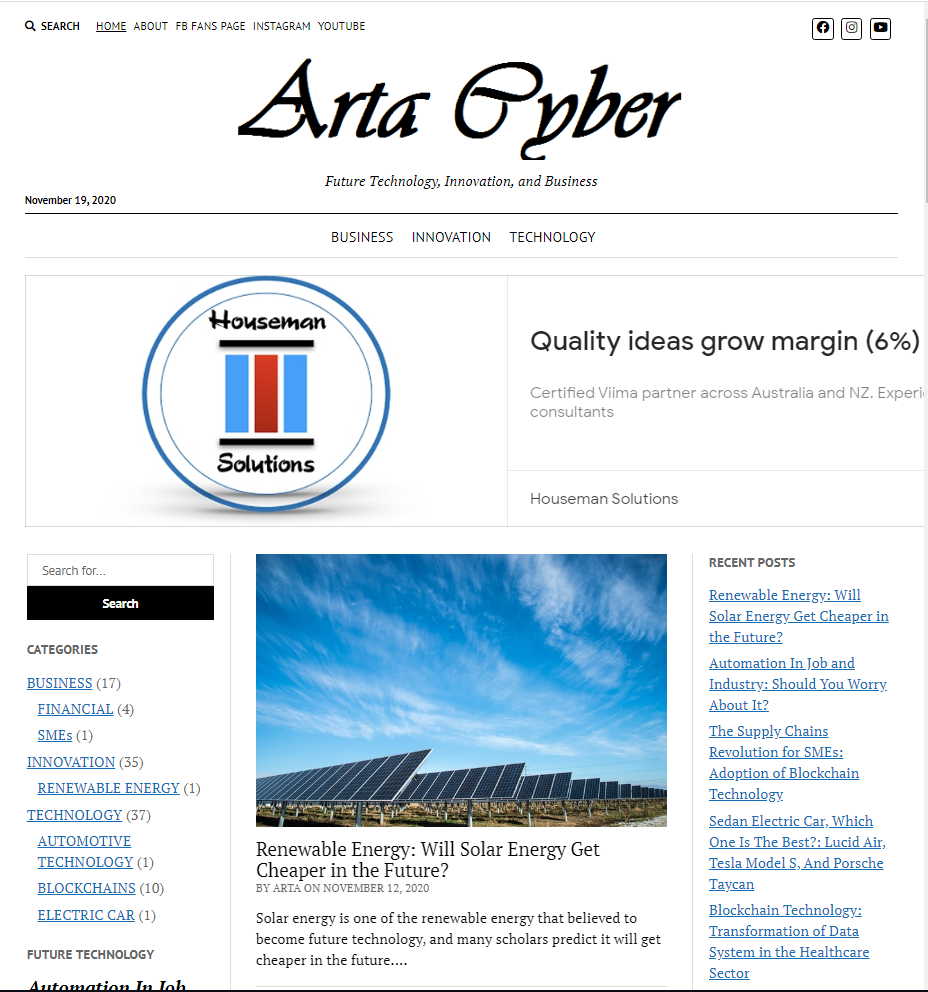 SEARCH HOME ABOUT FB FANS PAGE INSTAGRAM YOUTUBE
Arta Cyber
Future Technology, Innovation, and Business
November 19, 2020
BUSINESS INNOVATION TECHNOLOGY
Houseman
Solutions
Quality ideas grow margin (6%)
Certified Viima partner across Australia and NZ. Experi
consultants
Houseman Solutions
Search for...
Search
CATEGORIES
BUSINESS (17)
FINANCIAL (4)
SMEs (1)
INNOVATION (35)
RENEWABLE ENERGY (1)
TECHNOLOGY (37)
AUTOMOTIVE
TECHNOLOGY (1)
BLOCKCHAINS (10)
ELECTRIC CAR (1)
FUTURE TECHNOLOGY
Automation In Job
Renewable Energy: Will Solar Energy Get
Cheaper in the Future?
BY ARTA ON NOVEMBER 12, 2020
Solar energy is one of the renewable energy that believed to
become future technology, and many scholars predict it will get
cheaper in the future....
RECENT POSTS
Renewable Energy: Will
Solar Energy Get Cheaper in
the Future?
Automation In Job and
Industry: Should You Worry
About It?
The Supply Chains
Revolution for SMEs:
Adoption of Blockchain
Technology
Sedan Electric Car, Which
One Is The Best?: Lucid Air,
Tesla Model S, And Porsche
Taycan
Blockchain Technology:
Transformation of Data
System in the Healthcare
Sector